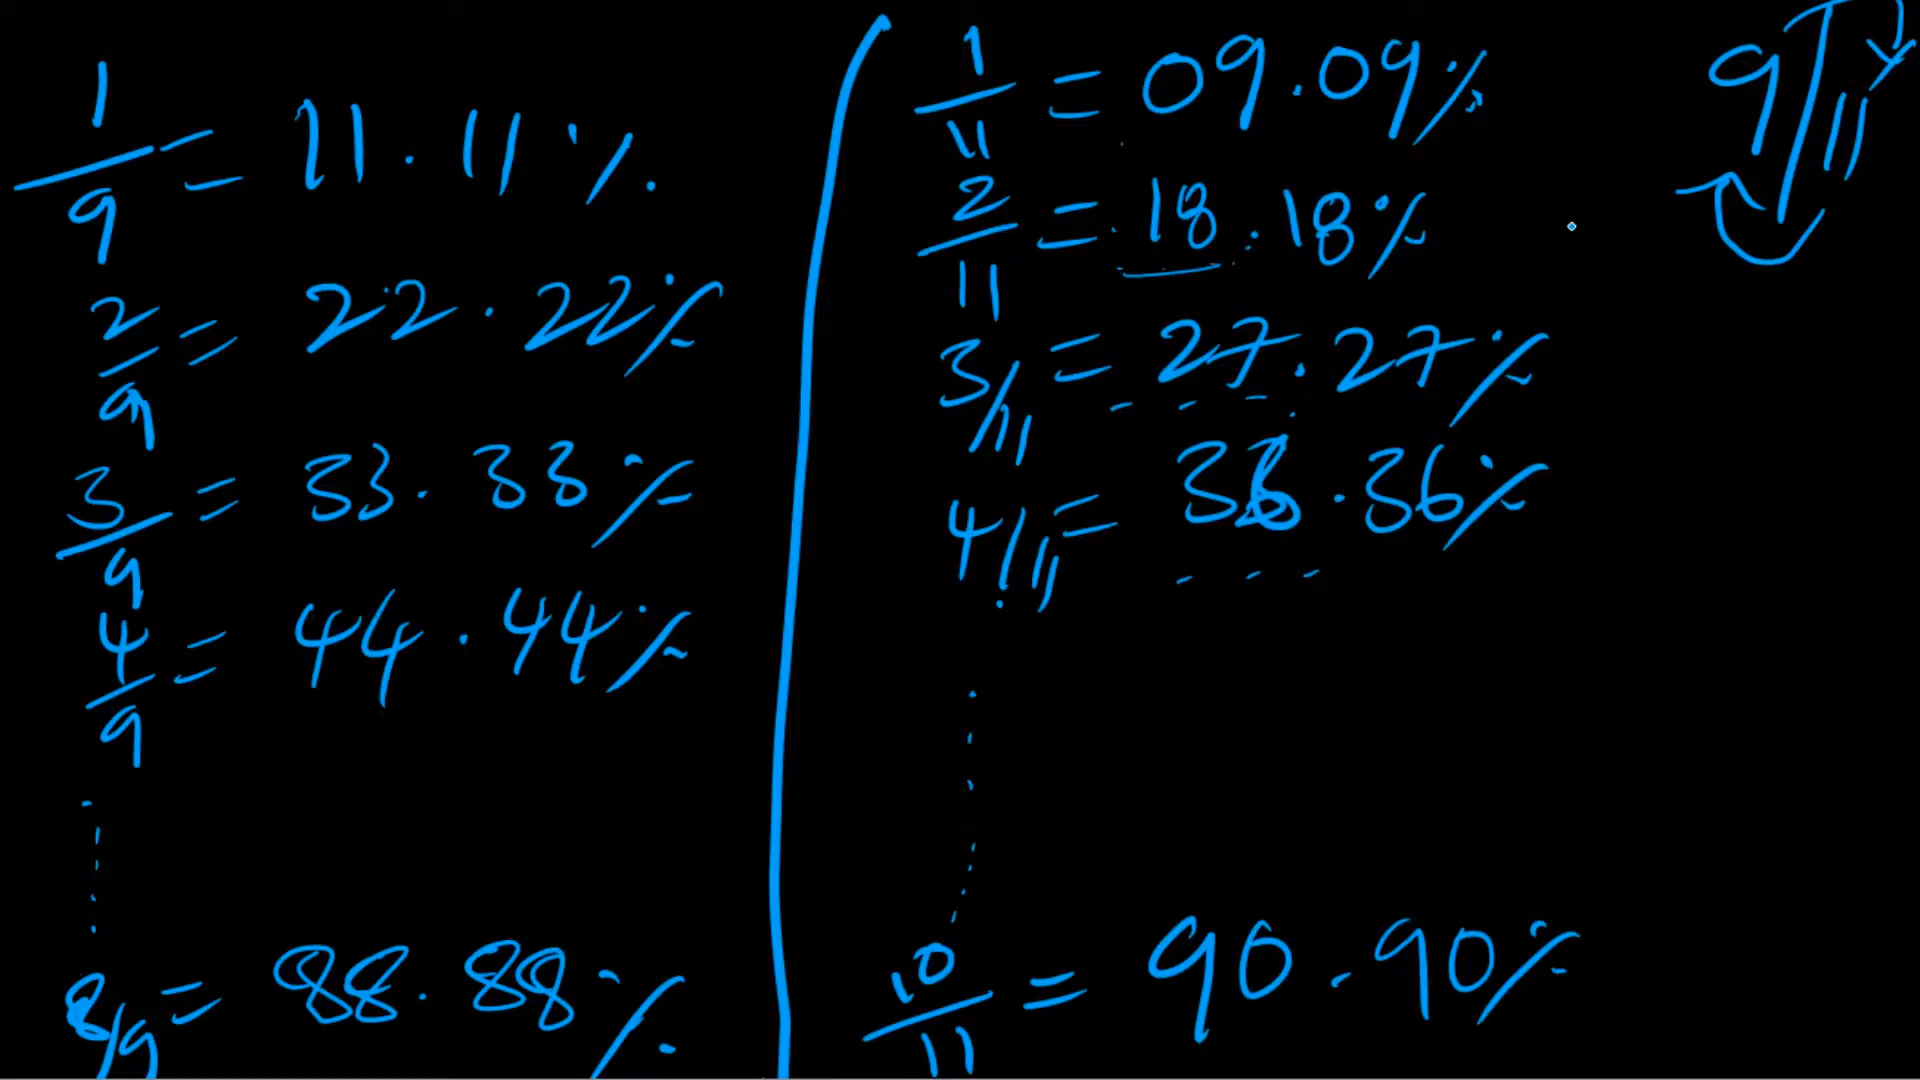 1/9 = 11.11%.
2/9 = 22.22%
3/9 = 33.33%
4/9 = 44.44%
8/9 = 88.88%
1/11 = 09.09%
2/11 = 18.18%
3/11 = 27.27%
4/11 = 36.36%
10/11 = 90.90%
9 11